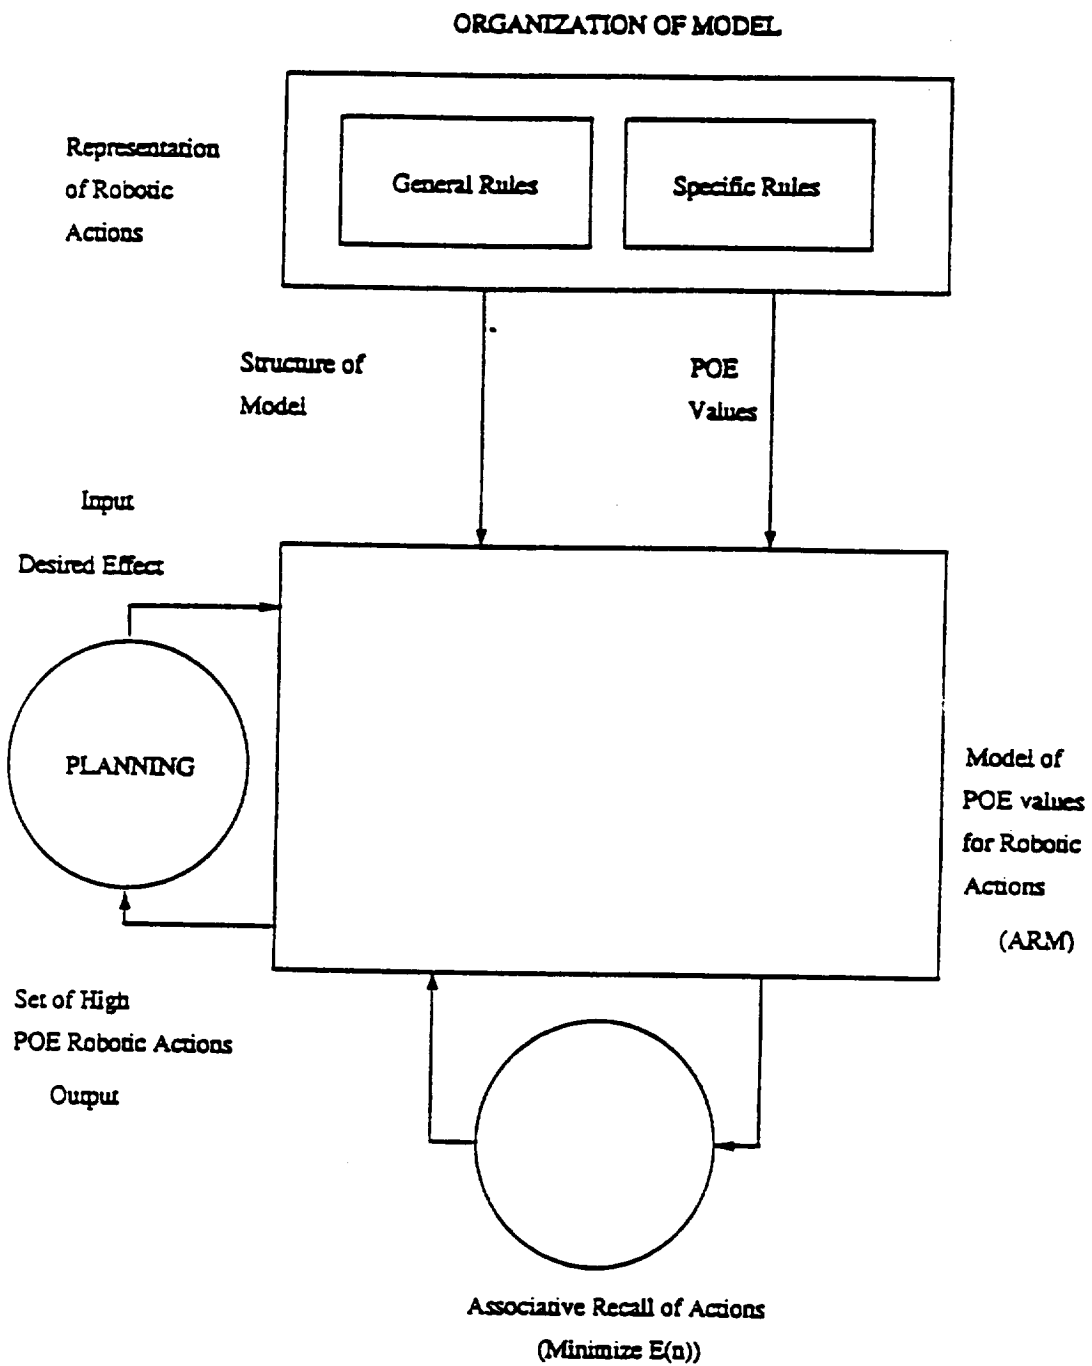 ORGANIZATION OF MODEL
Representation
of Robotic
Actions
General Rules
Specific Rules
Structure of
Model
POE
Values
Input
Desired Effect
PLANNING
Model of
POE values
for Robotic
Actions
(ARM)
Set of High
POE Robotic Actions
Output
Associative Recall of Actions
(Minimize E(n))